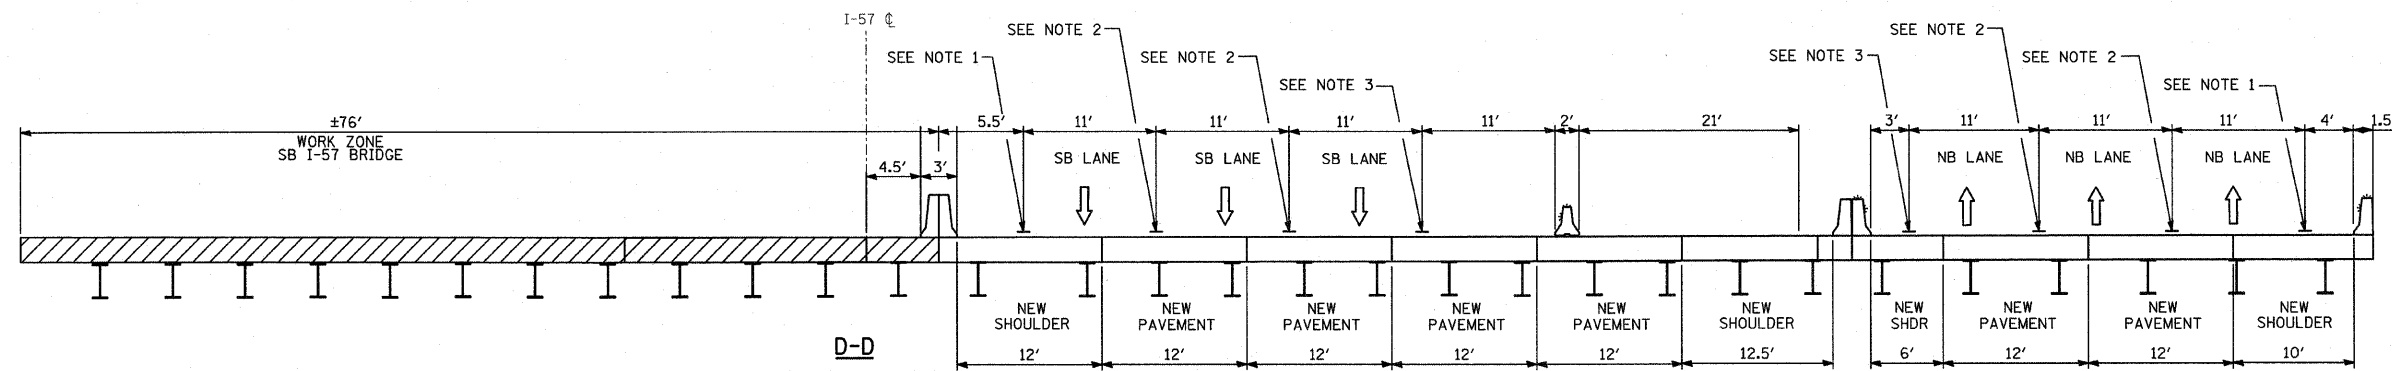 I-57 ℄
SEE NOTE 1
SEE NOTE 2
SEE NOTE 2
SEE NOTE 3
SEE NOTE 3
SEE NOTE 2
SEE NOTE 2
SEE NOTE 1
±76'
5.5'
11'
11'
11'
11'
2'
21'
3'
11'
11'
11'
4'
1.5
WORK ZONE
SB I-57 BRIDGE
4.5'
3'
SB LANE
SB LANE
SB LANE
NB LANE
NB LANE
NB LANE
NEW
SHOULDER
NEW
PAVEMENT
NEW
PAVEMENT
NEW
PAVEMENT
NEW
PAVEMENT
NEW
SHOULDER
NEW
SHDR
NEW
PAVEMENT
NEW
PAVEMENT
NEW
SHOULDER
D-D
12'
12'
12'
12'
12'
12.5'
6'
12'
12'
10'